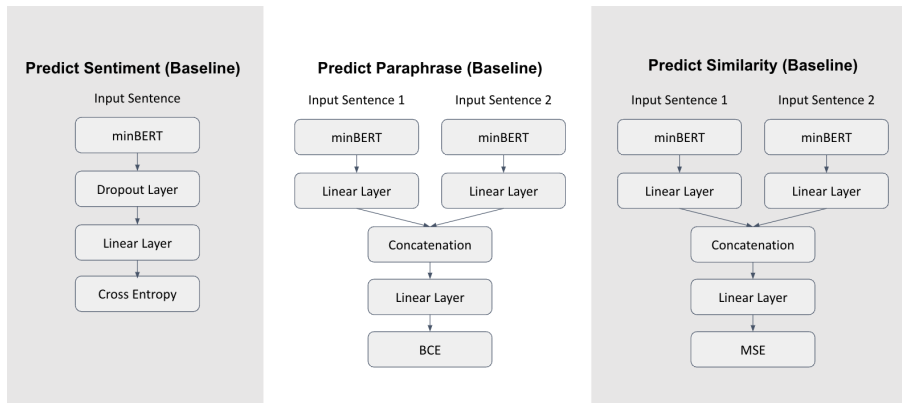 Predict Sentiment (Baseline)
Input Sentence
minBERT
Dropout Layer
Linear Layer
Cross Entropy
Predict Paraphrase (Baseline)
Input Sentence 1
Input Sentence 2
minBERT
minBERT
Linear Layer
Linear Layer
Concatenation
Linear Layer
BCE
Predict Similarity (Baseline)
Input Sentence 1
Input Sentence 2
minBERT
minBERT
Linear Layer
Linear Layer
Concatenation
Linear Layer
MSE